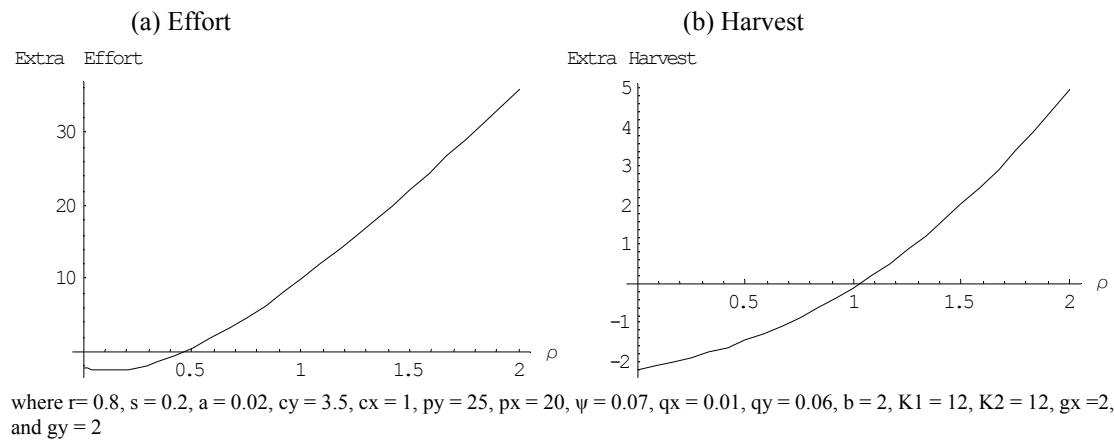 (a) Effort
(b) Harvest
Extra Effort
Extra Harvest
30
20
10
0.5
1
1.5
2
ρ
5
4
3
2
1
-1
-2
0.5
1
1.5
2
ρ
where r= 0.8, s = 0.2, a = 0.02, cy = 3.5, cx = 1, py = 25, px = 20, ψ = 0.07, qx = 0.01, qy = 0.06, b = 2, K1 = 12, K2 = 12, gx =2,
and gy = 2